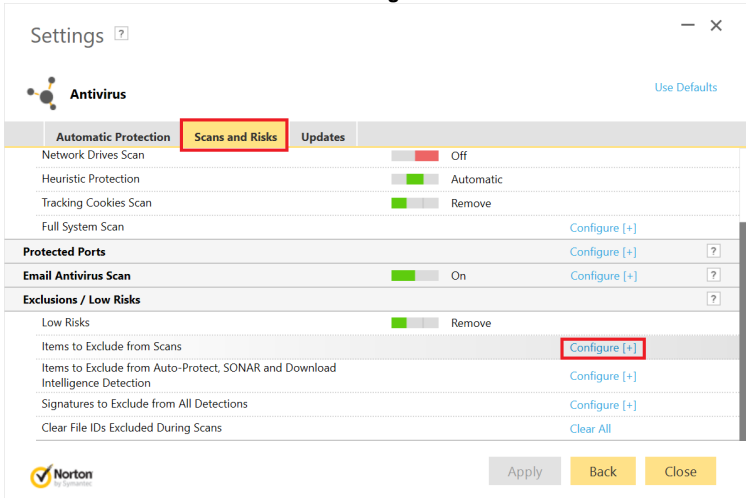 Settings ?
Antivirus
Use Defaults
Automatic Protection Scans and Risks Updates
Network Drives Scan Off
Heuristic Protection Automatic
Tracking Cookies Scan Remove
Full System Scan Configure [+]
Protected Ports Configure [+] ?
Email Antivirus Scan On Configure [+] ?
Exclusions / Low Risks ?
Low Risks Remove
Items to Exclude from Scans Configure [+]
Items to Exclude from Auto-Protect, SONAR and Download
Intelligence Detection Configure [+]
Signatures to Exclude from All Detections Configure [+]
Clear File IDs Excluded During Scans Clear All
Norton
by Symantec
Apply Back Close